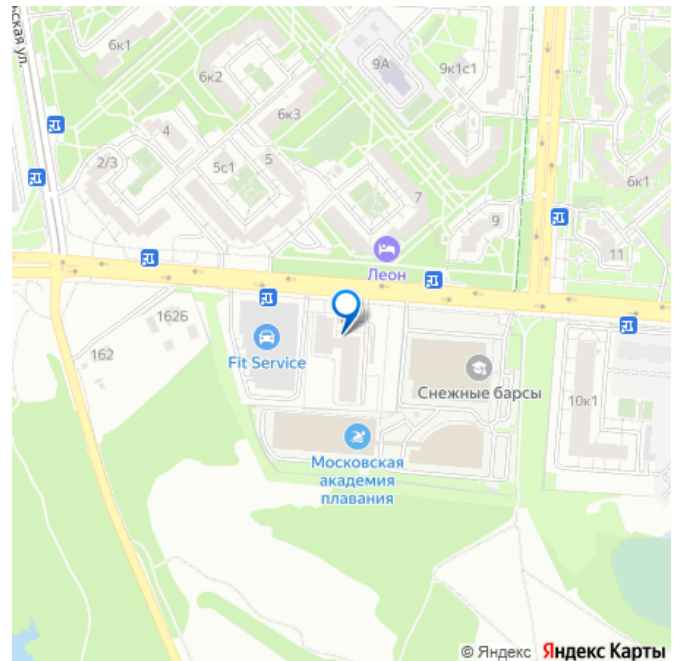 ьская ул.
6к1
9А
9к1с1
6к2
6к3
4
5
2/3
5с1
7
6к1
9
11
Леон
162Б
162
Fit Service
Снежные барсы
10к1
Московская
академия
плавания
© Яндекс Яндекс Карты